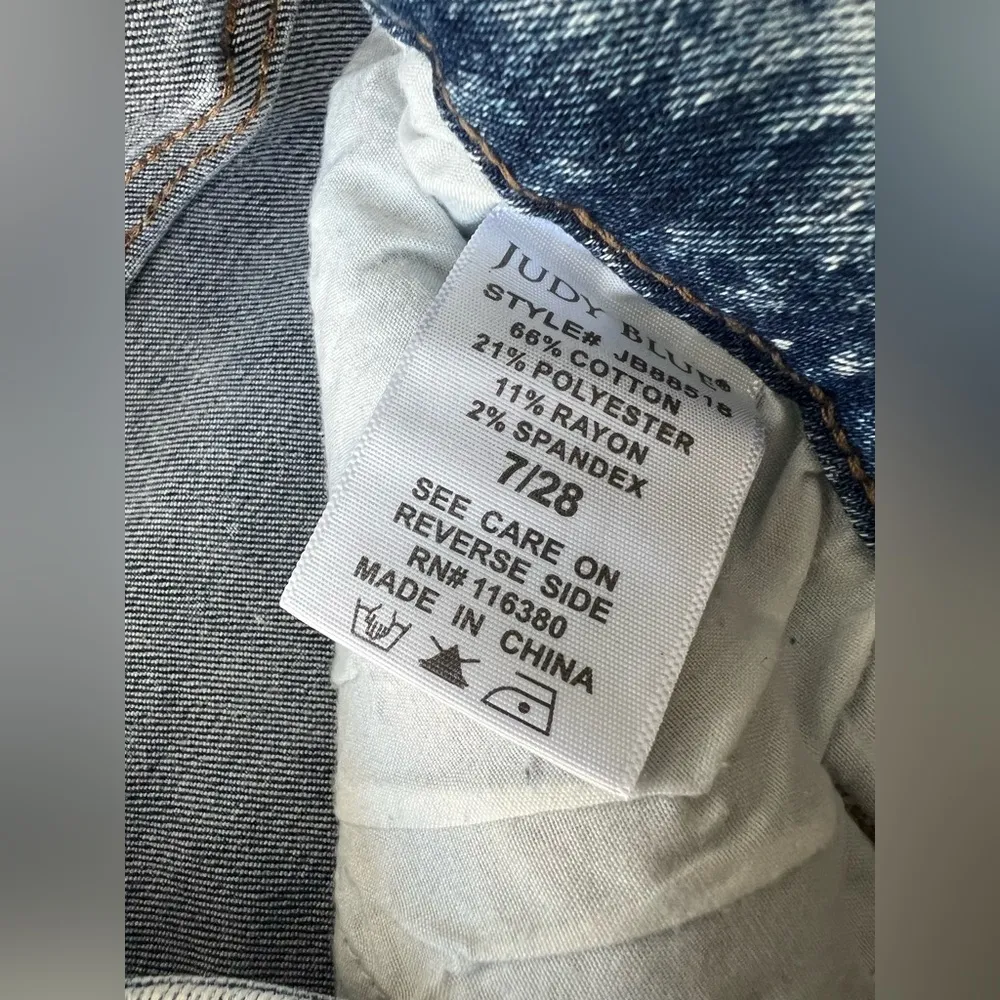 JUDY BLUE®
STYLE# JB88518
66% COTTON
21% POLYESTER
11% RAYON
2% SPANDEX
7/28
SEE CARE ON
REVERSE SIDE
RN# 116380
MADE IN CHINA